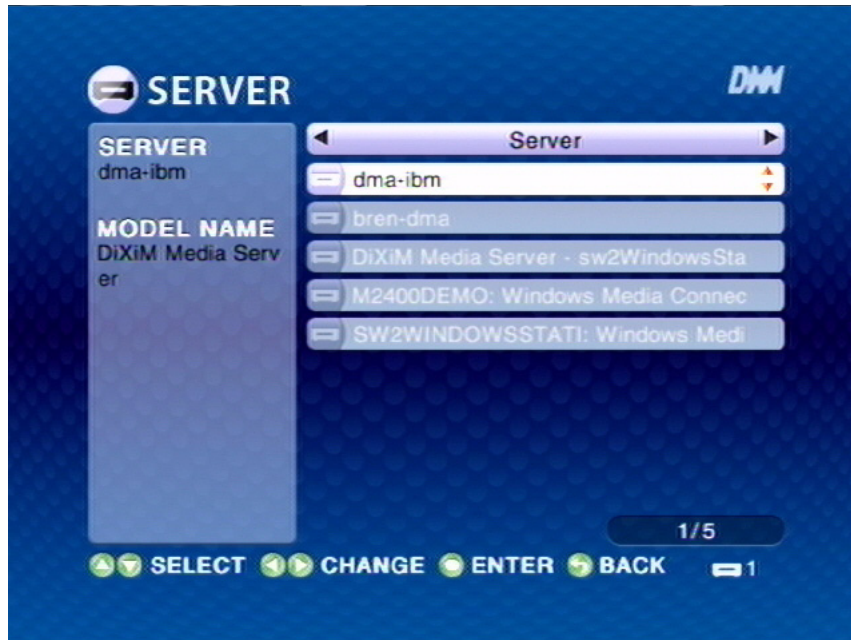 SERVER
DMM
SERVER
dma-ibm
MODEL NAME
DiXiM Media Serv
er
Server
dma-ibm
bren-dma
DiXiM Media Server - sw2WindowsSta
M2400DEMO: Windows Media Connec
SW2WINDOWSSTATI: Windows Medi
1/5
SELECT CHANGE ENTER BACK 1